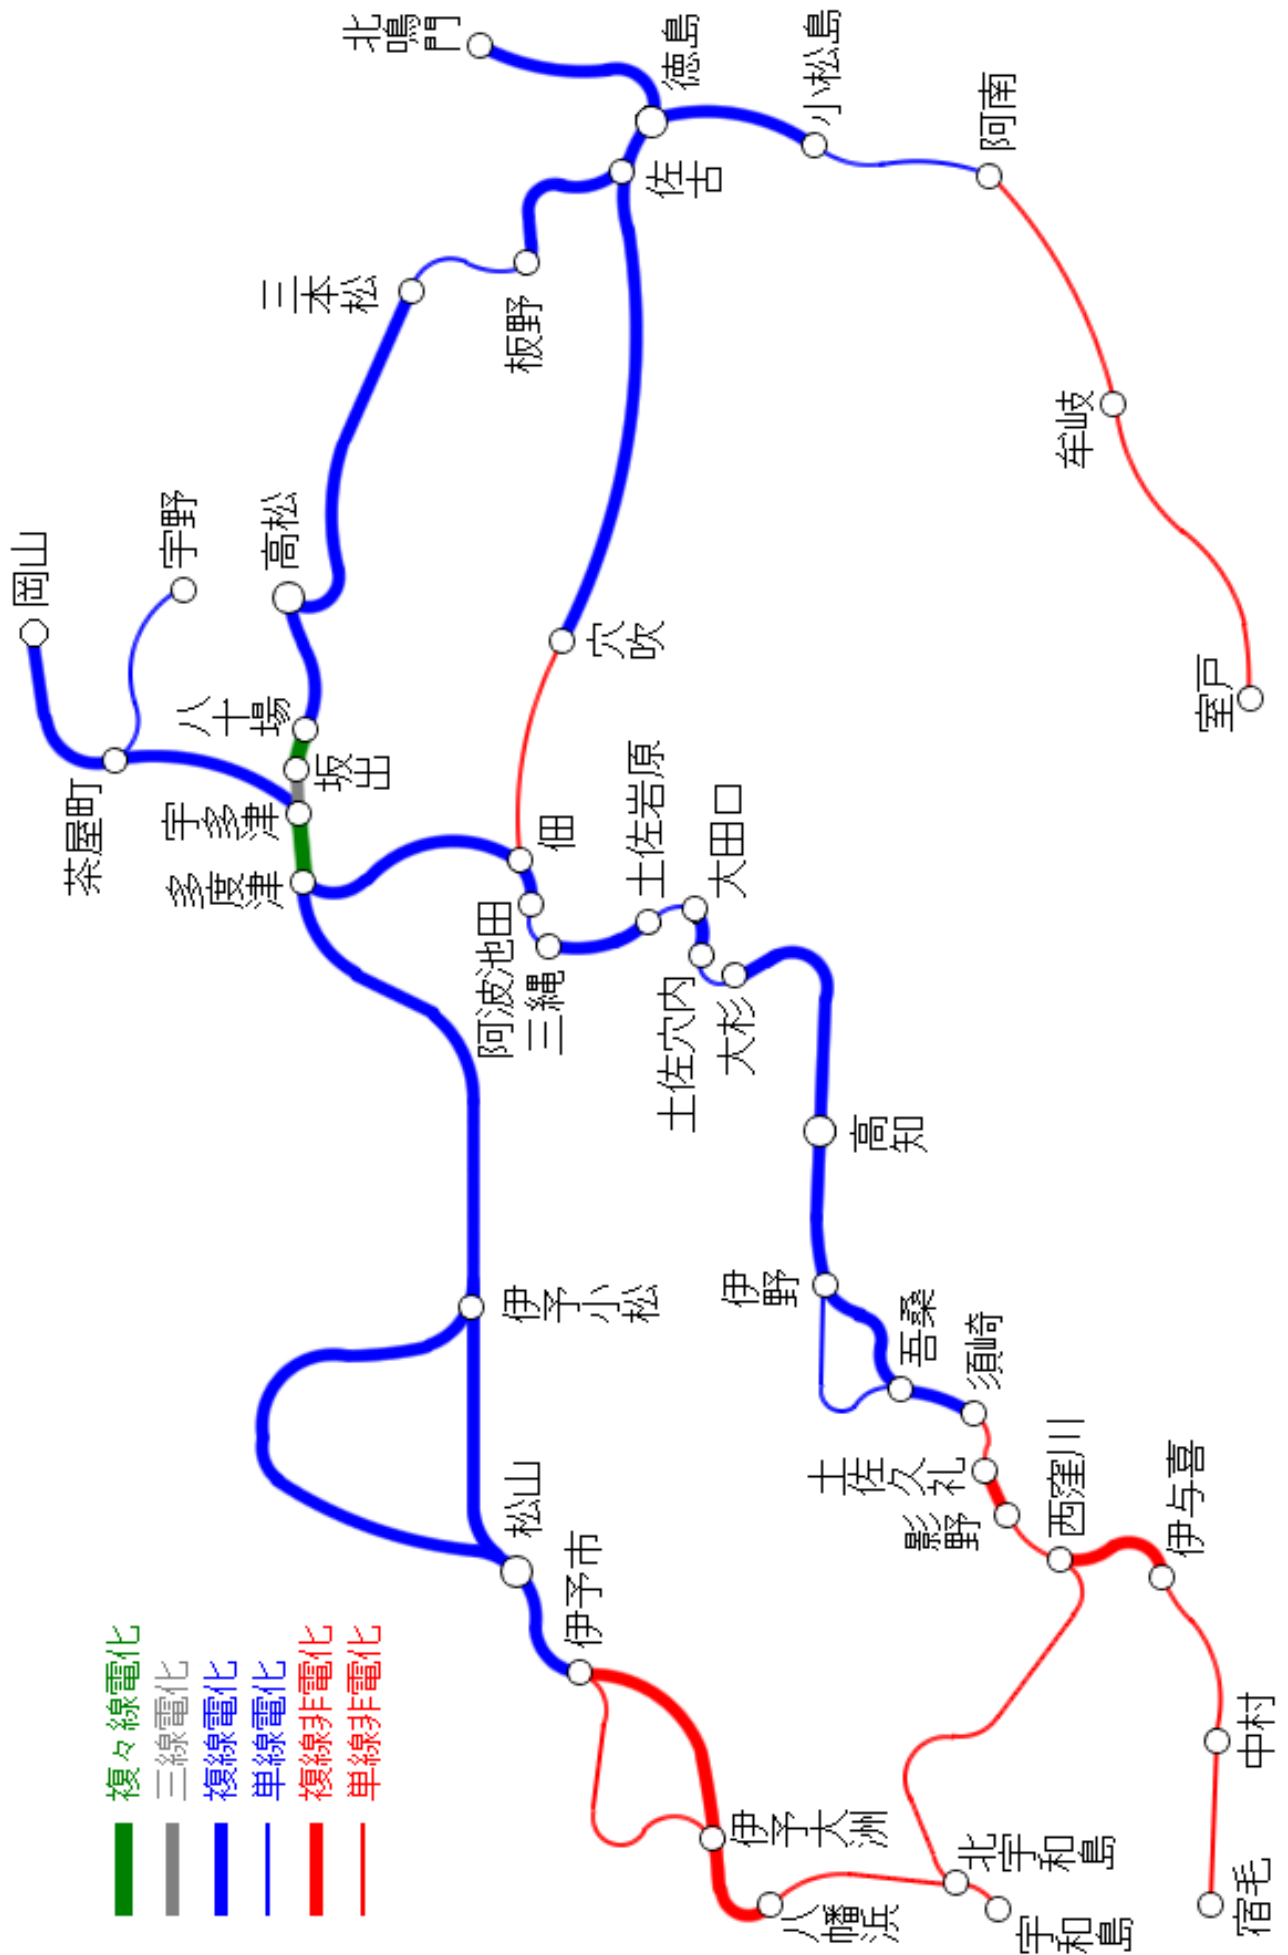 複々線電化
三線電化
複線電化
単線電化
複線非電化
単線非電化
岡山
茶屋町
宇野
高松
八十場
坂出
宇多津
多度津
三本松
板野
北鳴門
徳島
佐古
小松島
阿南
牟岐
室戸
穴吹
佃
阿波池田
三縄
土佐岩原
大田口
土佐穴内
大杉
高知
伊野
吾桑
須崎
土佐久礼
影野
西窪川
伊与喜
中村
宿毛
伊予小松
松山
伊予市
伊予大洲
八幡浜
北宇和島
宇和島